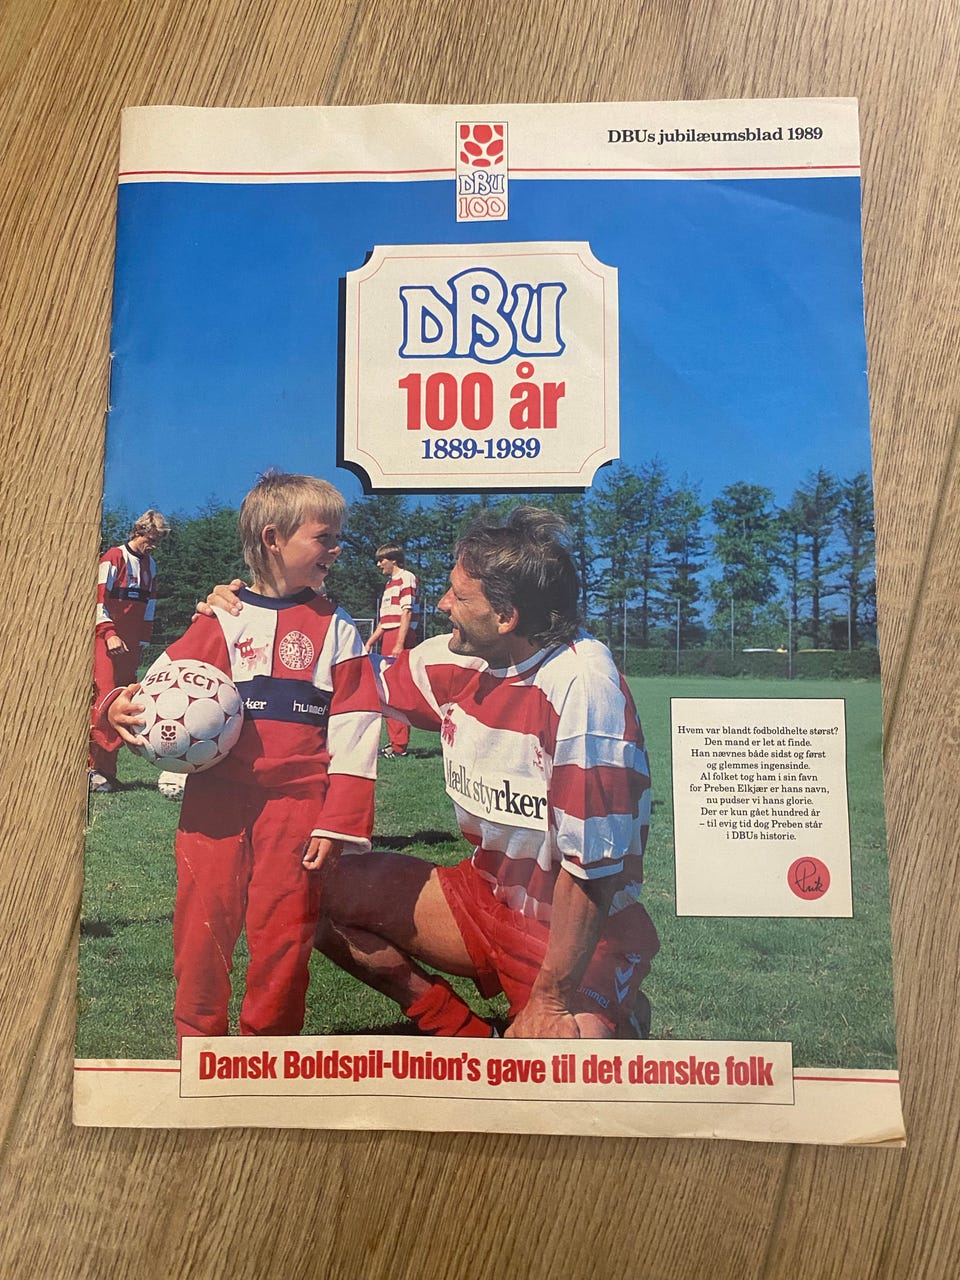 DBUs jubilæumsblad 1989
DBU
100
DBU
100 år
1889-1989
SELECT
ker
hummel
Mælk styrker
Hvem var blandt fodboldhelte størst?
Den mand er let at finde.
Han nævnes både sidst og først
og glemmes ingensinde.
Al folket tog ham i sin favn
for Preben Elkjær er hans navn,
nu pudser vi hans glorie.
Der er kun gået hundred år
– til evig tid dog Preben står
i DBUs historie.
Prik
ummel
Dansk Boldspil-Union's gave til det danske folk